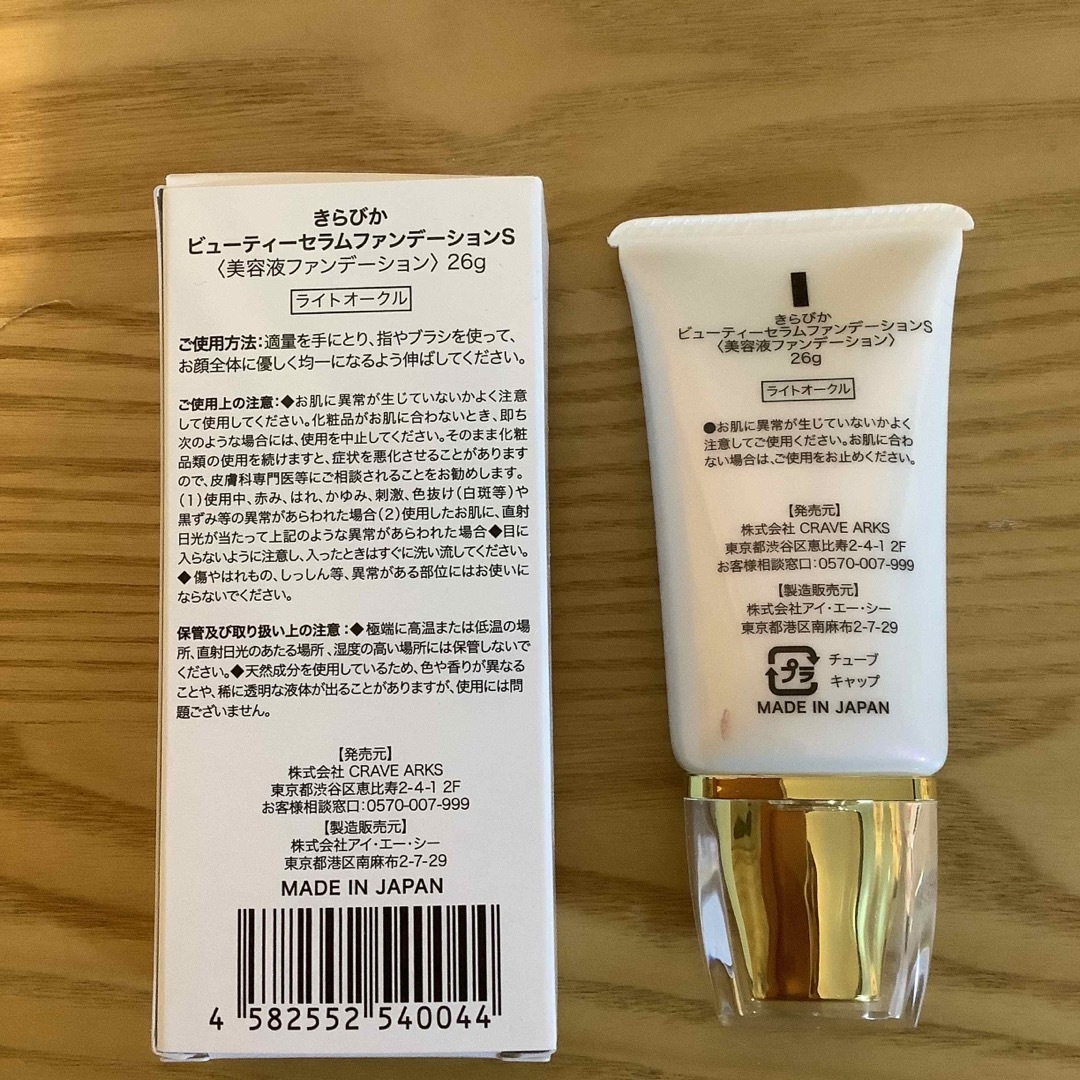 きらびか
ビューティーセラムファンデーションS
〈美容液ファンデーション〉26g
ライトオークル
ご使用方法：適量を手にとり、指やブラシを使って、
お顔全体に優しく均一になるよう伸ばしてください。
ご使用上の注意：◆お肌に異常が生じていないかよく注意
して使用してください。化粧品がお肌に合わないとき、即ち
次のような場合には、使用を中止してください。そのまま化粧
品類の使用を続けますと、症状を悪化させることがあります
ので、皮膚科専門医等にご相談されることをお勧めします。
(1)使用中、赤み、はれ、かゆみ、刺激、色抜け(白斑等)や
黒ずみ等の異常があらわれた場合(2)使用したお肌に、直射
日光が当たって上記のような異常があらわれた場合◆目に
入らないように注意し、入ったときはすぐに洗い流してください。
◆傷やはれもの、しっしん等、異常がある部位にはお使いに
ならないでください。
保管及び取り扱い上の注意：◆極端に高温または低温の場
所、直射日光のあたる場所、湿度の高い場所には保管しないで
ください。◆天然成分を使用しているため、色や香りが異なる
ことや、稀に透明な液体が出ることがありますが、使用には問
題ございません。
【発売元】
株式会社 CRAVE ARKS
東京都渋谷区恵比寿2-4-1 2F
お客様相談窓口：0570-007-999
【製造販売元】
株式会社アイ・エー・シー
東京都港区南麻布2-7-29
MADE IN JAPAN
4 582552 540044
きらびか
ビューティーセラムファンデーションS
〈美容液ファンデーション〉
26g
ライトオークル
●お肌に異常が生じていないかよく
注意してご使用ください。お肌に合わ
ない場合は、ご使用をお止めください。
【発売元】
株式会社 CRAVE ARKS
東京都渋谷区恵比寿2-4-1 2F
お客様相談窓口：0570-007-999
【製造販売元】
株式会社アイ・エー・シー
東京都港区南麻布2-7-29
プラ
チューブ
キャップ
MADE IN JAPAN